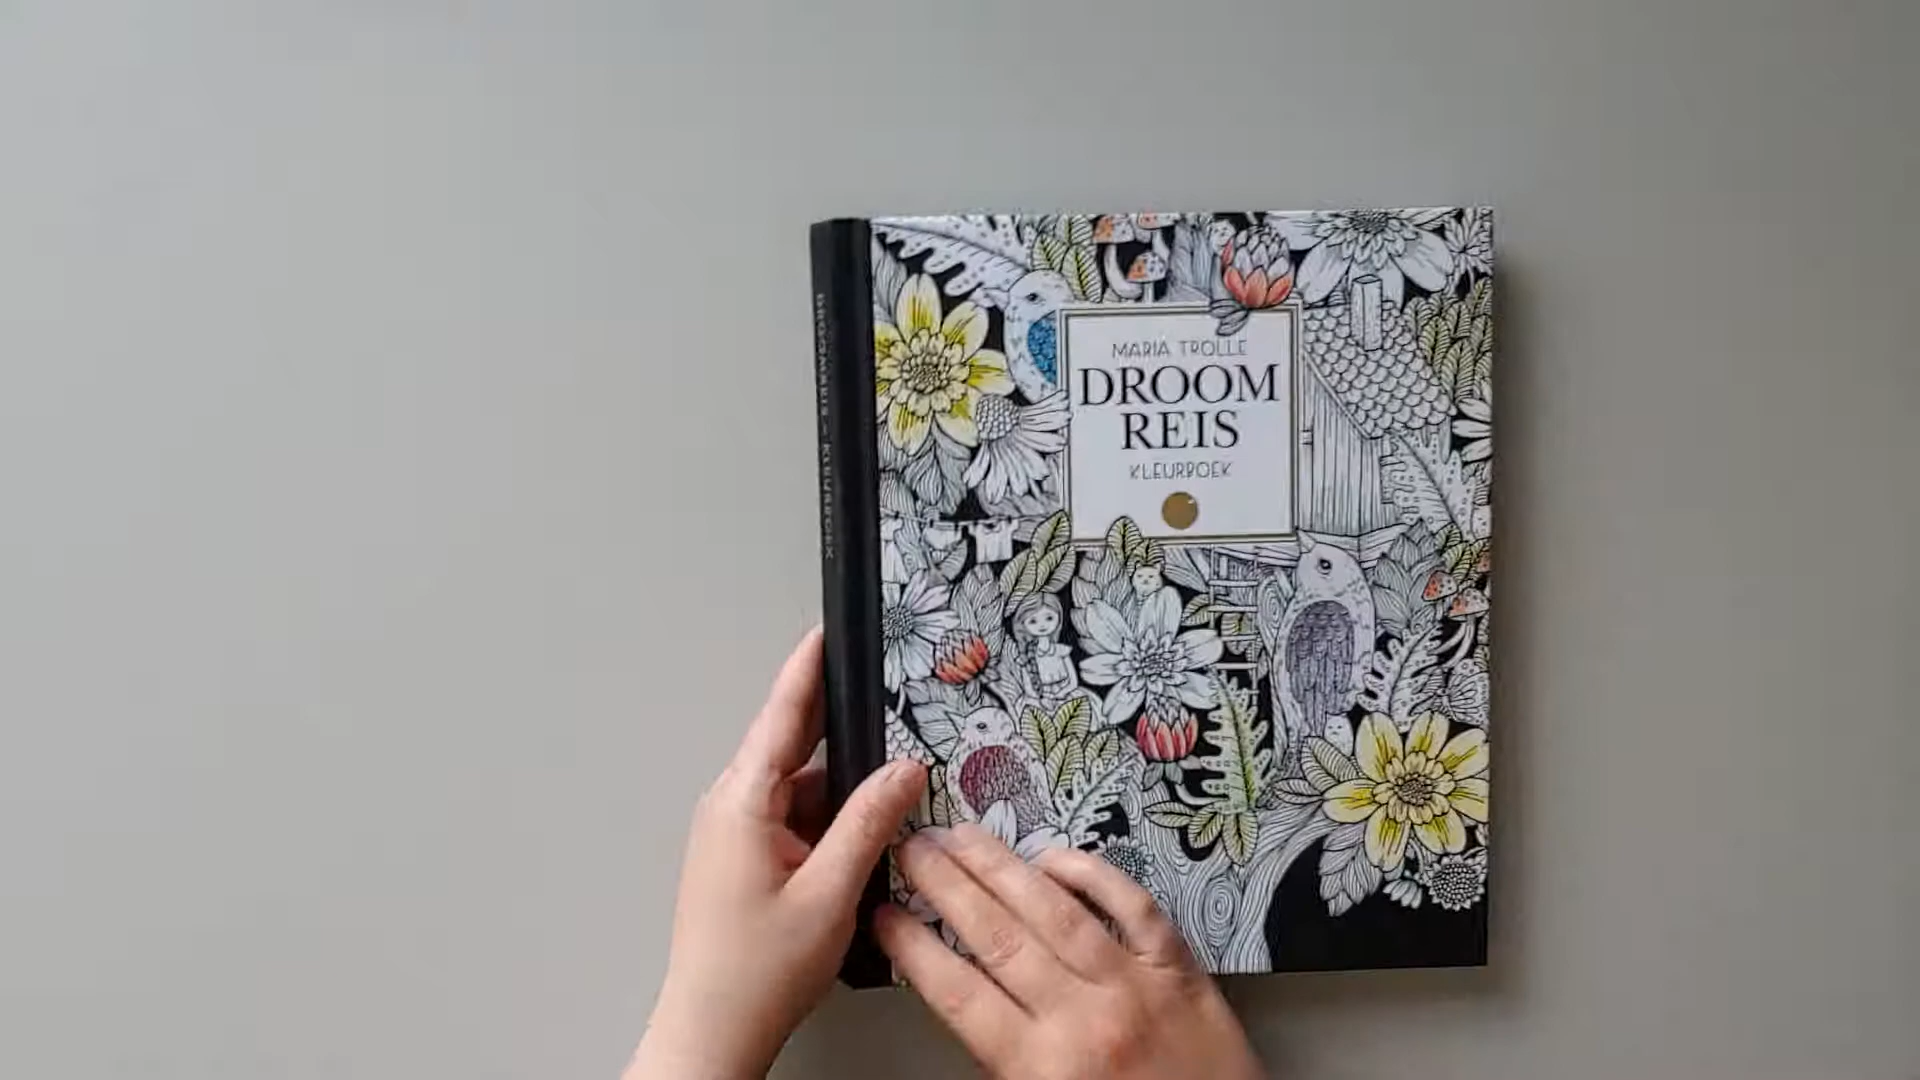 MARIA TROLLE
DROOM
REIS
KLEURBOEK
DROOMREIS – KLEURBOEK